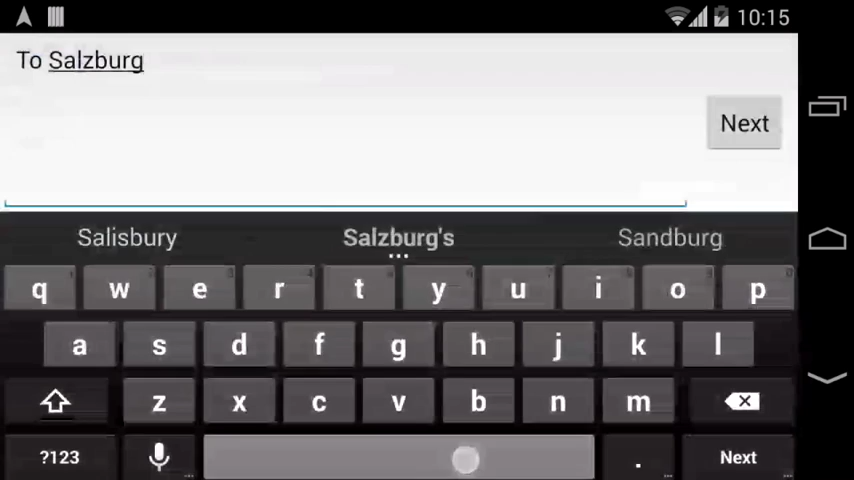 10:15
To Salzburg
Next
Salisbury Salzburg's Sandburg
...
q w e r t y u i o p
a s d f g h j k l
z x c v b n m
?123 . Next